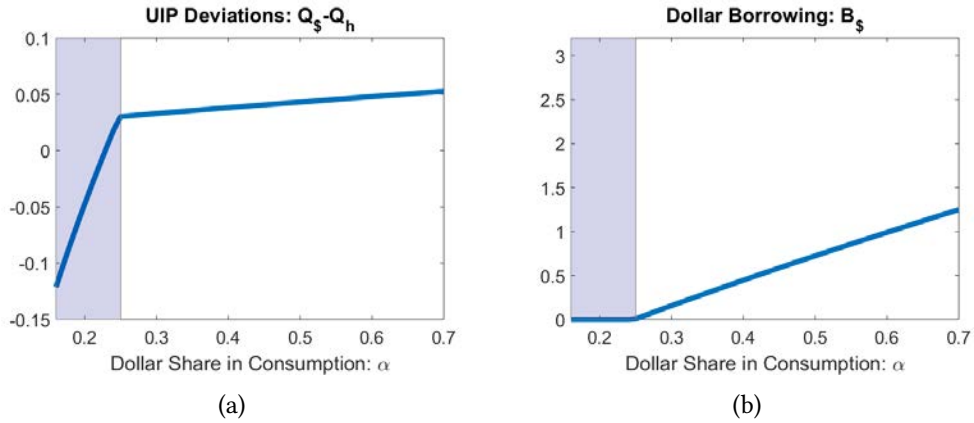 UIP Deviations: Q$-Qh
0.1
0.05
0
-0.05
-0.1
-0.15
0.2 0.3 0.4 0.5 0.6 0.7
Dollar Share in Consumption: α
(a)
Dollar Borrowing: B$
3
2.5
2
1.5
1
0.5
0
0.2 0.3 0.4 0.5 0.6 0.7
Dollar Share in Consumption: α
(b)